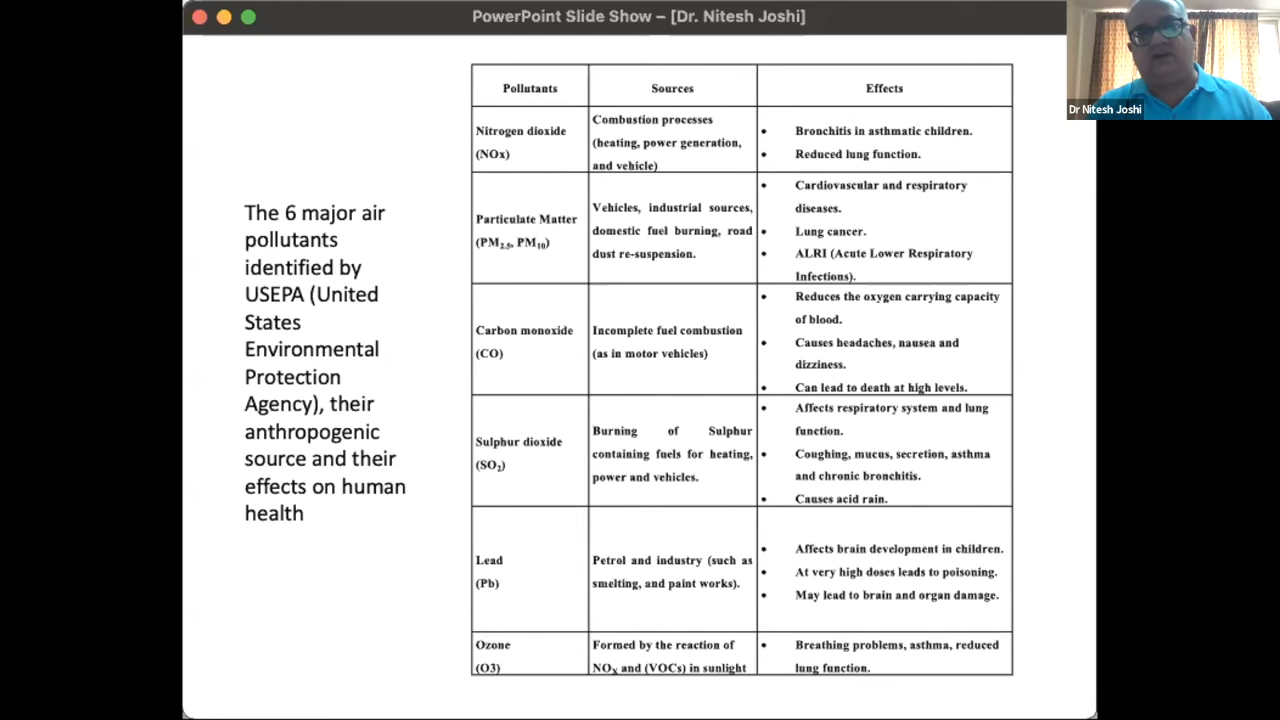 PowerPoint Slide Show – [Dr. Nitesh Joshi]
Dr Nitesh Joshi
The 6 major air
pollutants
identified by
USEPA (United
States
Environmental
Protection
Agency), their
anthropogenic
source and their
effects on human
health
Pollutants
Sources
Effects
Nitrogen dioxide
(NOx)
Combustion processes
(heating, power generation,
and vehicle)
• Bronchitis in asthmatic children.
• Reduced lung function.
Particulate Matter
(PM2.5, PM10)
Vehicles, industrial sources,
domestic fuel burning, road
dust re-suspension.
• Cardiovascular and respiratory
diseases.
• Lung cancer.
• ALRI (Acute Lower Respiratory
Infections).
Carbon monoxide
(CO)
Incomplete fuel combustion
(as in motor vehicles)
• Reduces the oxygen carrying capacity
of blood.
• Causes headaches, nausea and
dizziness.
• Can lead to death at high levels.
Sulphur dioxide
(SO2)
Burning of Sulphur
containing fuels for heating,
power and vehicles.
• Affects respiratory system and lung
function.
• Coughing, mucus, secretion, asthma
and chronic bronchitis.
• Causes acid rain.
Lead
(Pb)
Petrol and industry (such as
smelting, and paint works).
• Affects brain development in children.
• At very high doses leads to poisoning.
• May lead to brain and organ damage.
Ozone
(O3)
Formed by the reaction of
NOX and (VOCs) in sunlight
• Breathing problems, asthma, reduced
lung function.